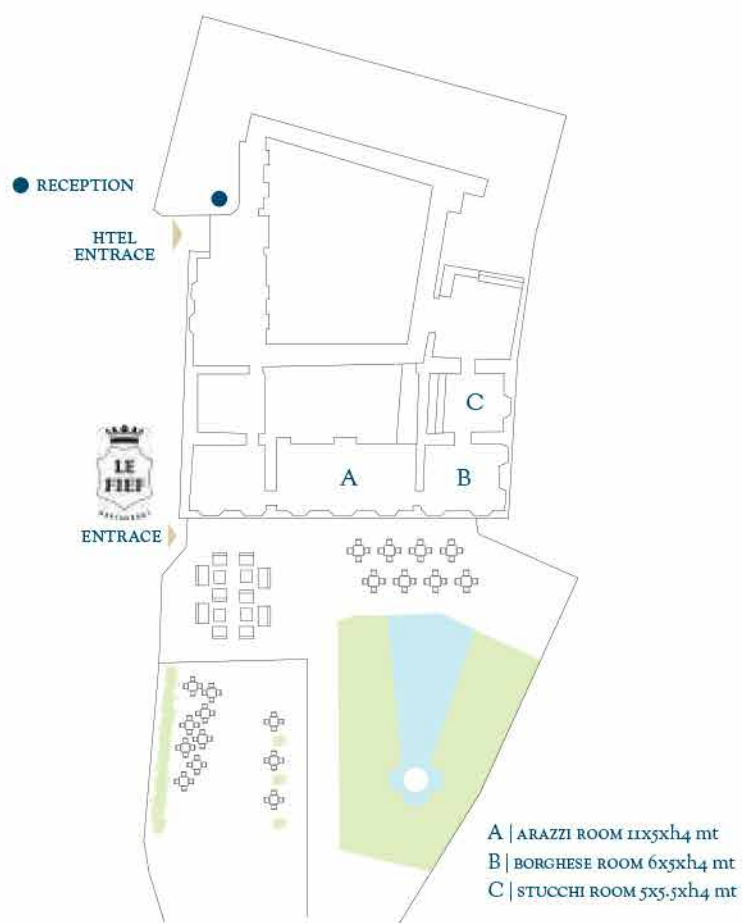 RECEPTION
HTEL
ENTRACE
C
LE
FIEF
A
B
ENTRACE
A | ARAZZI ROOM 11x5xh4 mt
B | BORGHESE ROOM 6x5xh4 mt
C | STUCCHI ROOM 5x5.5xh4 mt